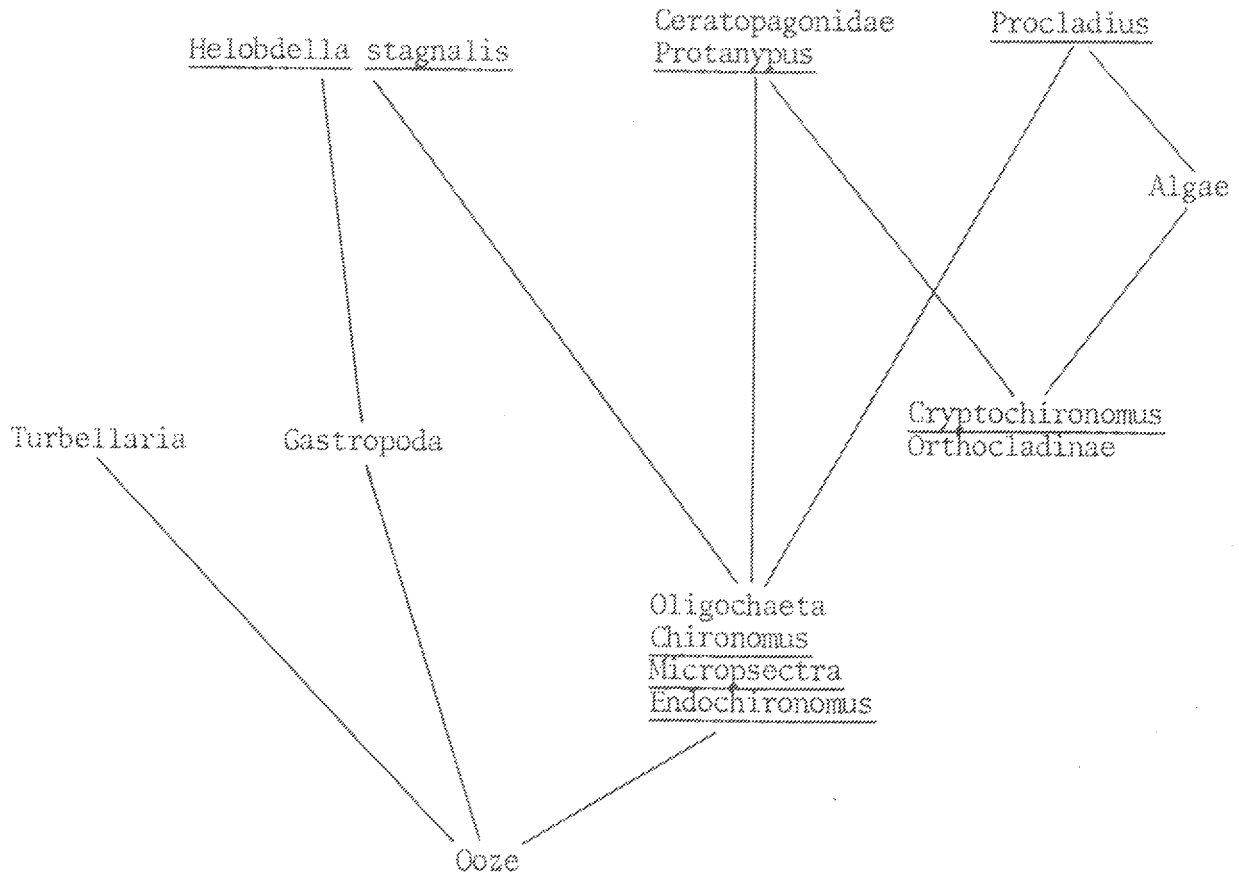 Helobdella stagnalis
Ceratopagonidae
Protanypus
Procladius
Algae
Turbellaria
Gastropoda
Cryptochironomus
Orthocladinae
Oligochaeta
Chironomus
Micropsectra
Endochironomus
Ooze